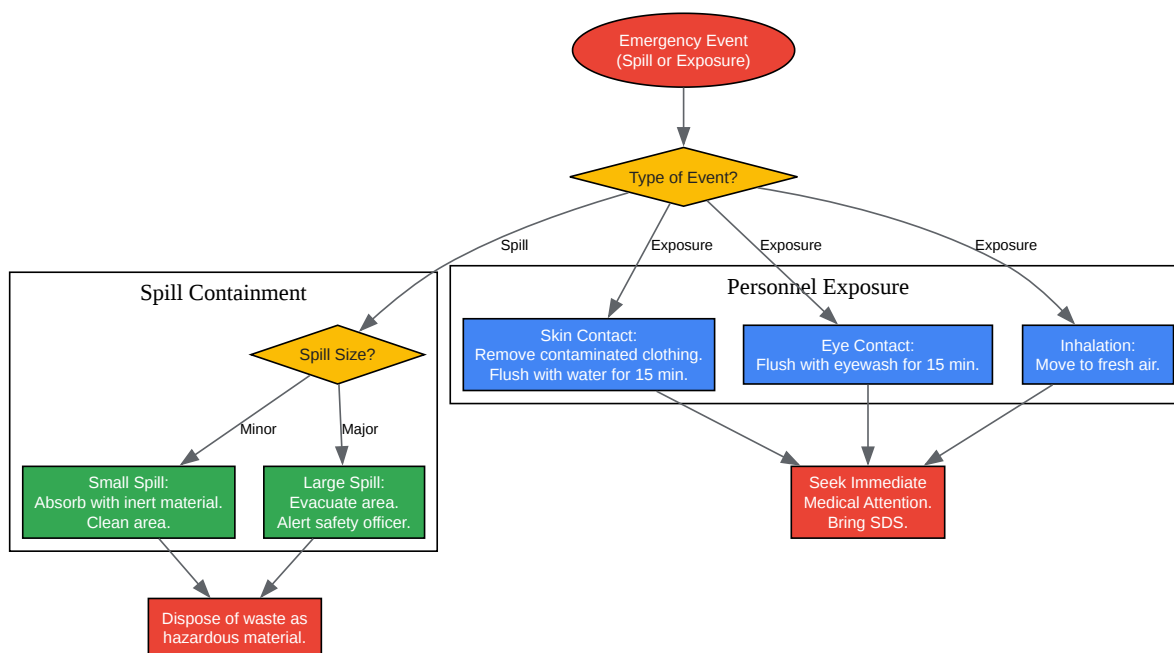 Emergency Event
(Spill or Exposure)
Type of Event?
Spill
Exposure
Exposure
Exposure
Spill Containment
Personnel Exposure
Spill Size?
Skin Contact:
Remove contaminated clothing.
Flush with water for 15 min.
Eye Contact:
Flush with eyewash for 15 min.
Inhalation:
Move to fresh air.
Minor
Major
Small Spill:
Absorb with inert material.
Clean area.
Large Spill:
Evacuate area.
Alert safety officer.
Seek Immediate
Medical Attention.
Bring SDS.
Dispose of waste as
hazardous material.